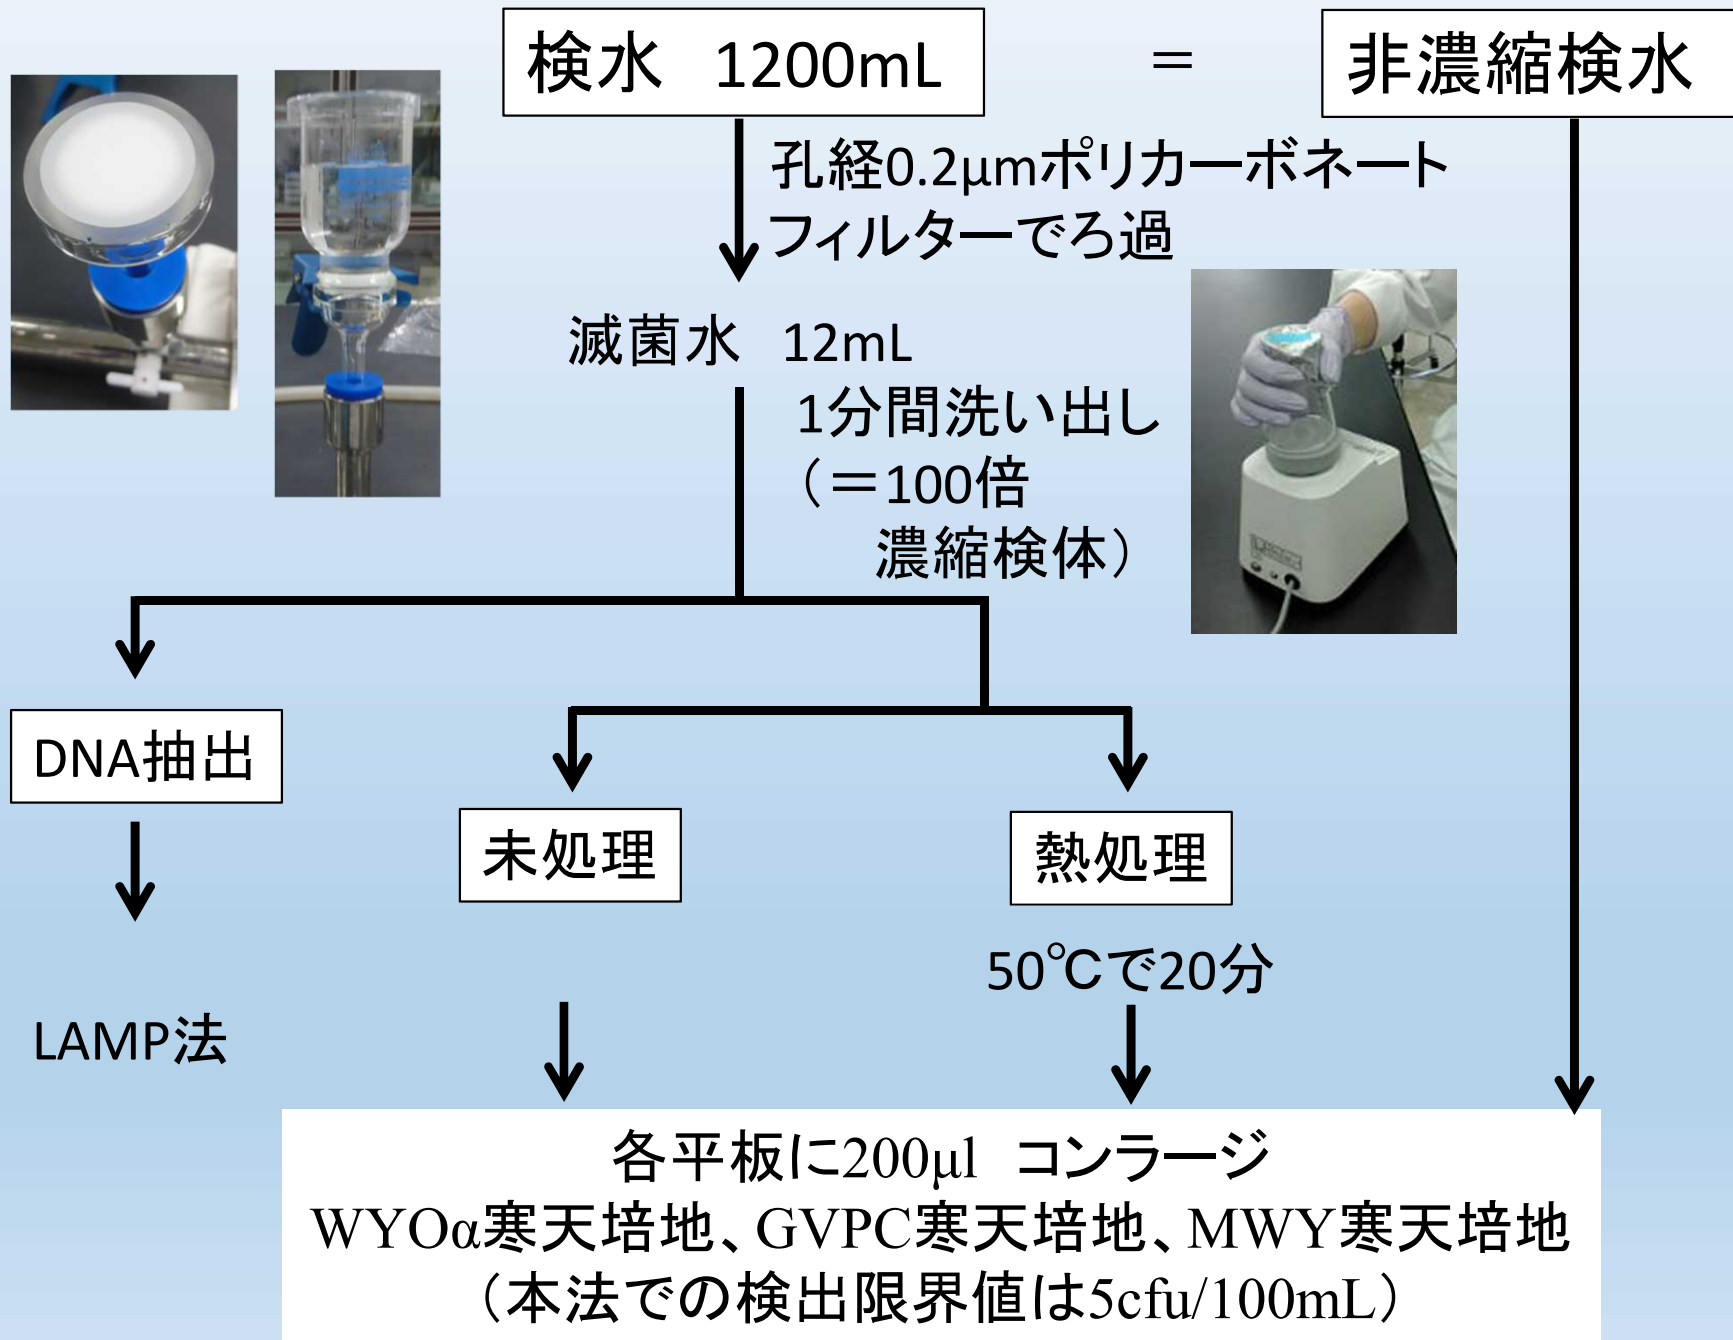 検水 1200mL
＝
非濃縮検水
孔経0.2μmポリカーボネート
フィルターでろ過
滅菌水 12mL
1分間洗い出し
（＝100倍
濃縮検体）
DNA抽出
未処理
熱処理
50℃で20分
LAMP法
各平板に200μl コンラージ
WYOα寒天培地、GVPC寒天培地、MWY寒天培地
（本法での検出限界値は5cfu/100mL）